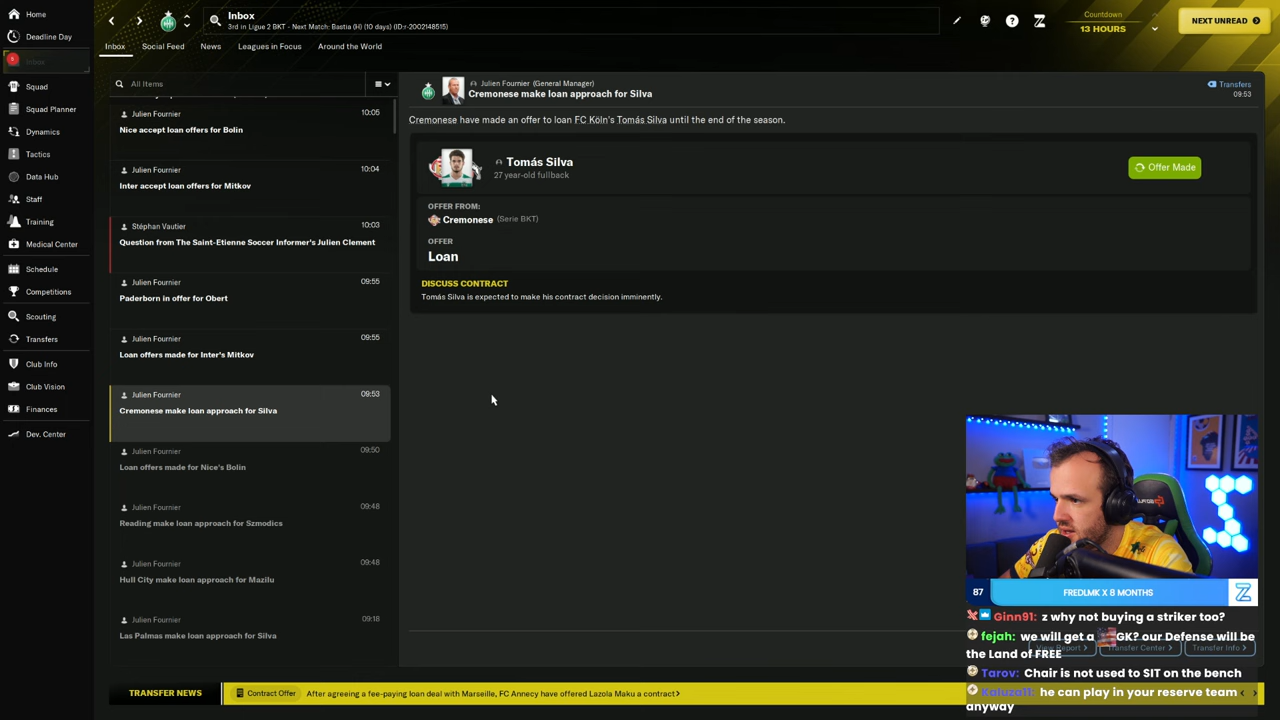 Home
Deadline Day
Inbox
Squad
Squad Planner
Dynamics
Tactics
Data Hub
Staff
Training
Medical Center
Schedule
Competitions
Scouting
Transfers
Club Info
Club Vision
Finances
Dev. Center
Inbox
3rd in Ligue 2 BKT - Next Match: Bastia (H) (10 days) (ID:r-2002148515)
Countdown
13 HOURS
NEXT UNREAD
Inbox
Social Feed
News
Leagues in Focus
Around the World
All Items
Julien Fournier 10:05
Nice accept loan offers for Bolin
Julien Fournier 10:04
Inter accept loan offers for Mitkov
Stéphan Vautier 10:03
Question from The Saint-Etienne Soccer Informer's Julien Clement
Julien Fournier 09:55
Paderborn in offer for Obert
Julien Fournier 09:55
Loan offers made for Inter's Mitkov
Julien Fournier 09:53
Cremonese make loan approach for Silva
Julien Fournier 09:50
Loan offers made for Nice's Bolin
Julien Fournier 09:48
Reading make loan approach for Szmodics
Julien Fournier 09:48
Hull City make loan approach for Mazilu
Julien Fournier 09:18
Las Palmas make loan approach for Silva
Julien Fournier (General Manager)
Cremonese make loan approach for Silva
Transfers
09:53
Cremonese have made an offer to loan FC Köln's Tomás Silva until the end of the season.
Tomás Silva
27 year-old fullback
Offer Made
OFFER FROM:
Cremonese (Serie BKT)
OFFER
Loan
DISCUSS CONTRACT
Tomás Silva is expected to make his contract decision imminently.
87 FREDLMK X 8 MONTHS Z
Ginn91: z why not buying a striker too?
fejah: we will get a GK? our Defense will be
the Land of FREE
View Report > Transfer Center > Transfer Info >
Tarov: Chair is not used to SIT on the bench
Kaluza11: he can play in your reserve team
anyway
TRANSFER NEWS
Contract Offer
After agreeing a fee-paying loan deal with Marseille, FC Annecy have offered Lazola Maku a contract >